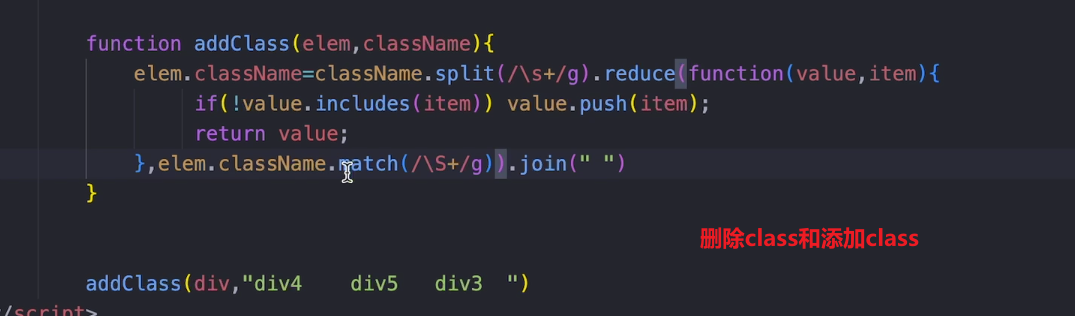 function addClass(elem,className){
elem.className=className.split(/\s+/g).reduce(function(value,item){
if(!value.includes(item)) value.push(item);
return value;
},elem.className.match(/\S+/g)).join(" ")
}
删除class和添加class
addClass(div,"div4    div5   div3  ")
/script>